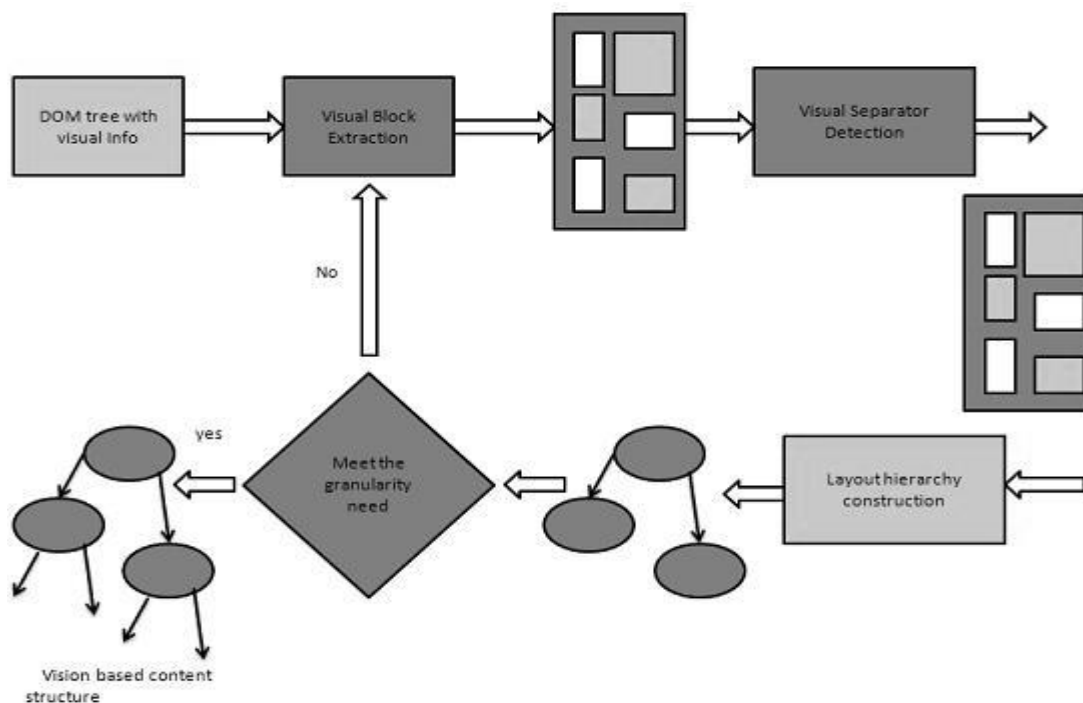 DOM tree with
visual Info
Visual Block
Extraction
Visual Separator
Detection
No
yes
Meet the
granularity
need
Layout hierarchy
construction
Vision based content
structure